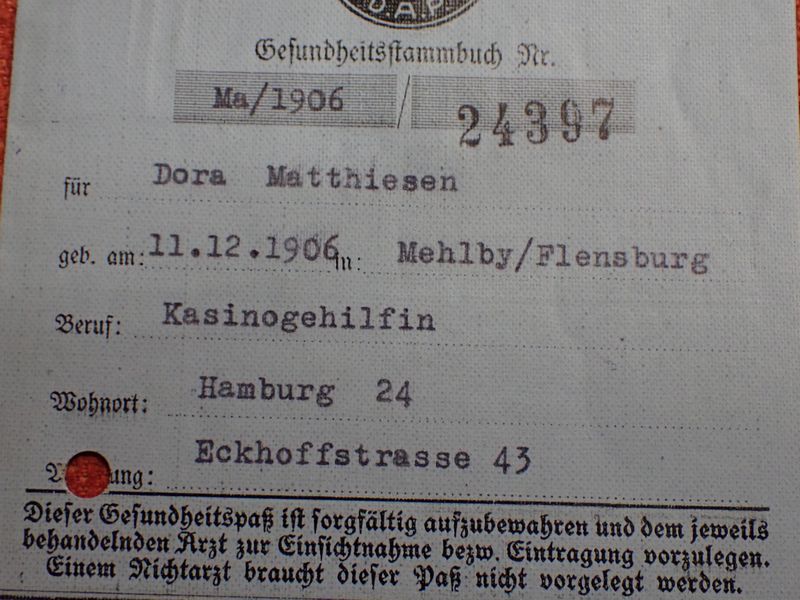 DAF
Gesundheitsstammbuch Nr.
Ma/1906 / 24397
für Dora Matthiesen
geb. am: 11.12.1906 in: Mehlby/Flensburg
Beruf: Kasinogehilfin
Wohnort: Hamburg 24
Eckhoffstrasse 43
Dieser Gesundheitspaß ist sorgfältig aufzubewahren und dem jeweils
behandelnden Arzt zur Einsichtnahme bezw. Eintragung vorzulegen.
Einem Nichtarzt braucht dieser Paß nicht vorgelegt werden.